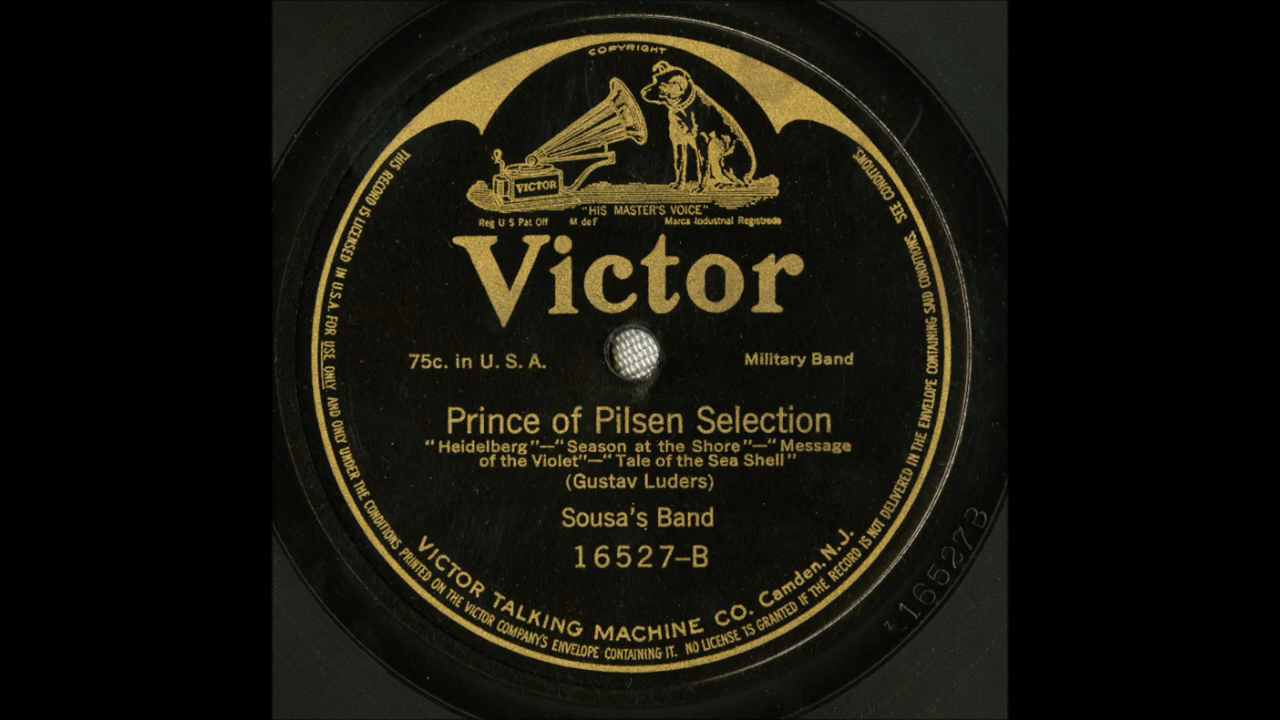 COPYRIGHT
VICTOR
"HIS MASTER'S VOICE"
Reg U S Pat Off M de F Marca Industrial Registrada
Victor
75c. in U. S. A. Military Band
Prince of Pilsen Selection
"Heidelberg"—"Season at the Shore"—"Message
of the Violet"—"Tale of the Sea Shell"
(Gustav Luders)
Sousa's Band
16527–B
VICTOR TALKING MACHINE CO. Camden, N. J.
THIS RECORD IS LICENSED IN U.S.A. FOR USE ONLY AND ONLY UNDER THE CONDITIONS PRINTED ON THE VICTOR COMPANY'S ENVELOPE CONTAINING IT. NO LICENSE IS GRANTED IF THE RECORD IS NOT DELIVERED IN THE ENVELOPE CONTAINING SAID CONDITIONS. SEE CONDITIONS.
16527B